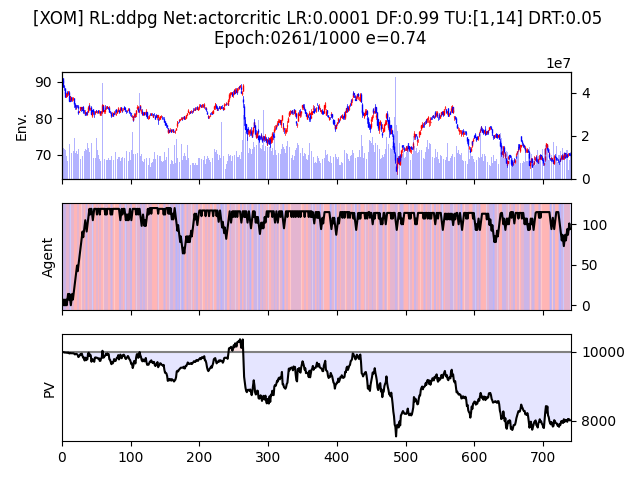 [XOM] RL:ddpg Net:actorcritic LR:0.0001 DF:0.99 TU:[1,14] DRT:0.05
Epoch:0261/1000 e=0.74
1e7
Env.
90
80
70
4
2
0
Agent
100
50
0
PV
10000
8000
0 100 200 300 400 500 600 700